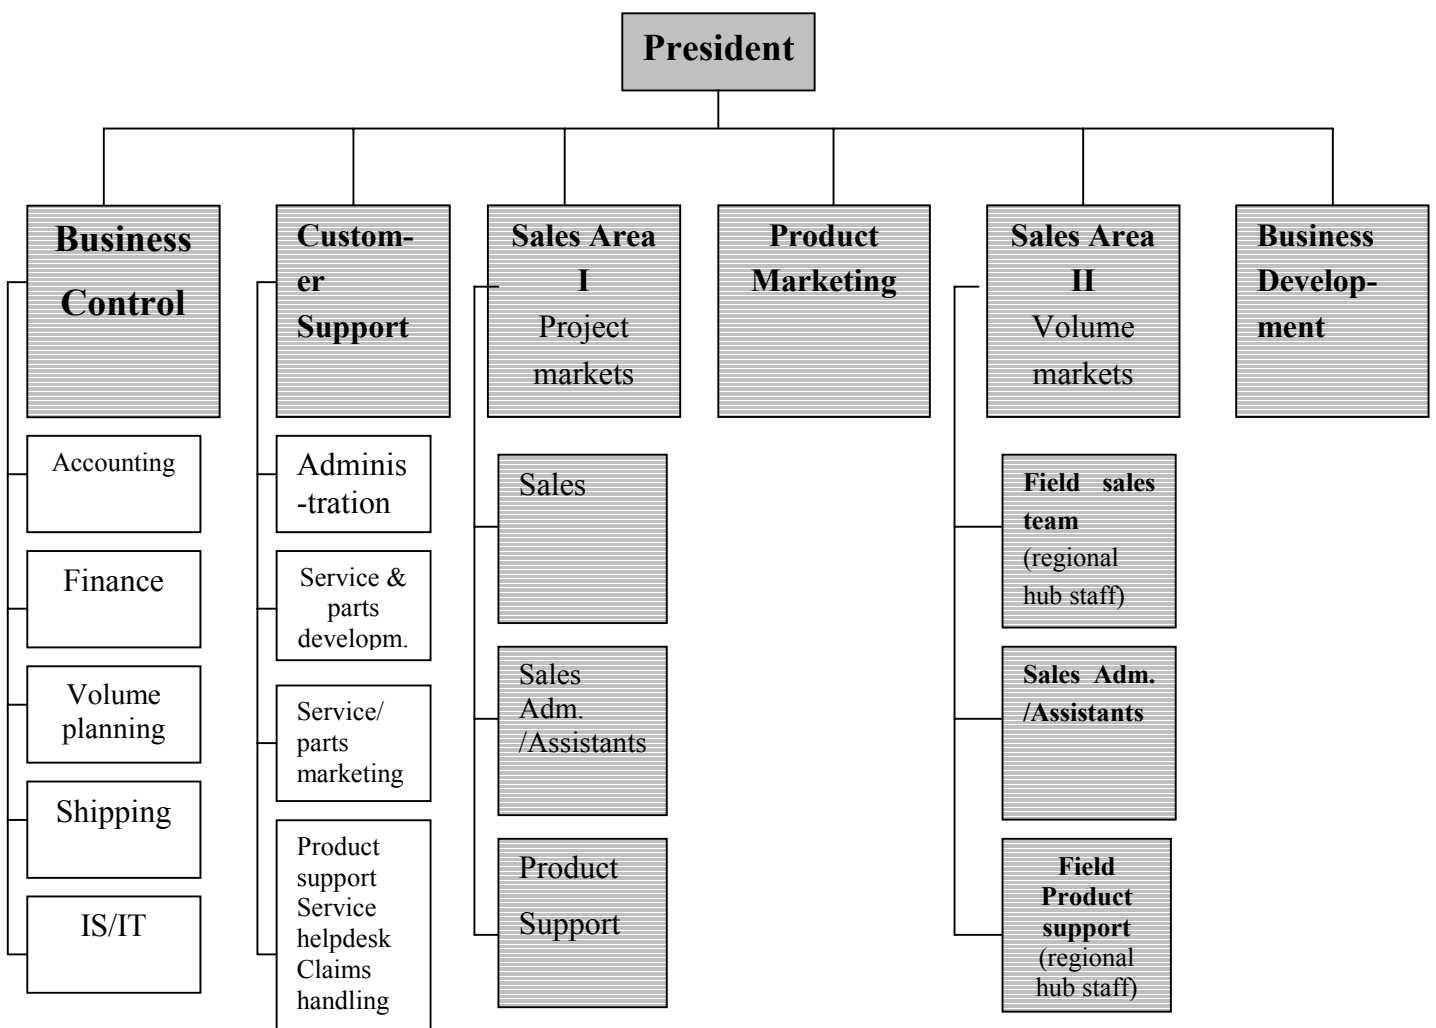 President
Business
Control
Custom-
er
Support
Sales Area
I
Project
markets
Product
Marketing
Sales Area
II
Volume
markets
Business
Develop-
ment
Accounting
Finance
Volume
planning
Shipping
IS/IT
Adminis
-tration
Service &
parts
developm.
Service/
parts
marketing
Product
support
Service
helpdesk
Claims
handling
Sales
Sales
Adm.
/Assistants
Product
Support
Field sales
team
(regional
hub staff)
Sales Adm.
/Assistants
Field
Product
support
(regional
hub staff)